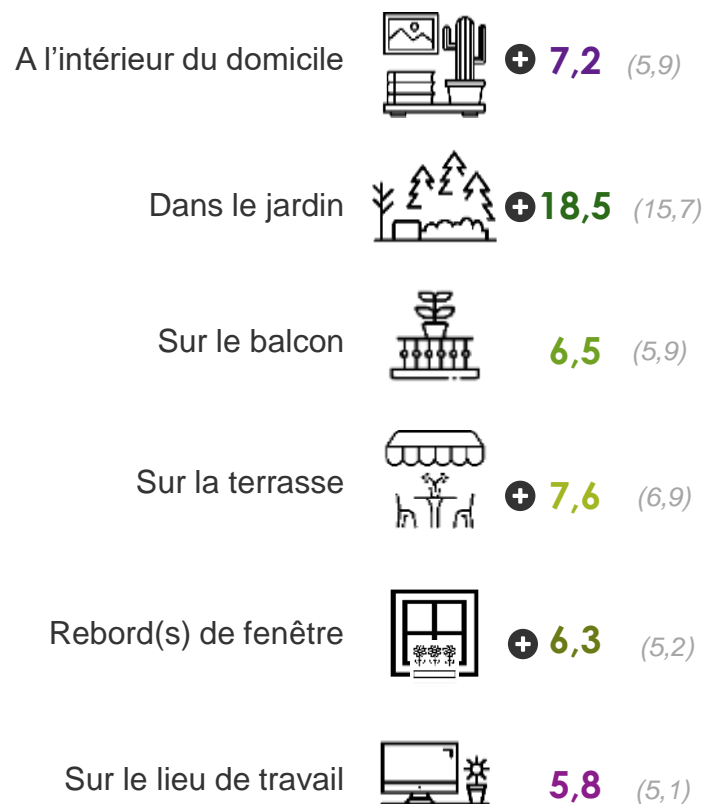 A l’intérieur du domicile + 7,2 (5,9)
Dans le jardin + 18,5 (15,7)
Sur le balcon 6,5 (5,9)
Sur la terrasse + 7,6 (6,9)
Rebord(s) de fenêtre + 6,3 (5,2)
Sur le lieu de travail 5,8 (5,1)